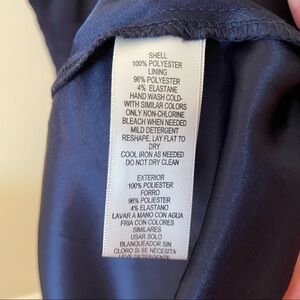 SHELL
100% POLYESTER
LINING
96% POLYESTER
4% ELASTANE
HAND WASH COLD-
WITH SIMILAR COLORS
ONLY NON-CHLORINE
BLEACH WHEN NEEDED
MILD DETERGENT
RESHAPE, LAY FLAT TO
DRY
COOL IRON AS NEEDED
DO NOT DRY CLEAN
EXTERIOR
100% POLIESTER
FORRO
96% POLIESTER
4% ELASTANO
LAVAR A MANO CON AGUA
FRIA CON COLORES
SIMILARES
USAR SOLO
BLANQUEADOR SIN
CLORO SI SE NECESITA
LEVE DETERGENTE